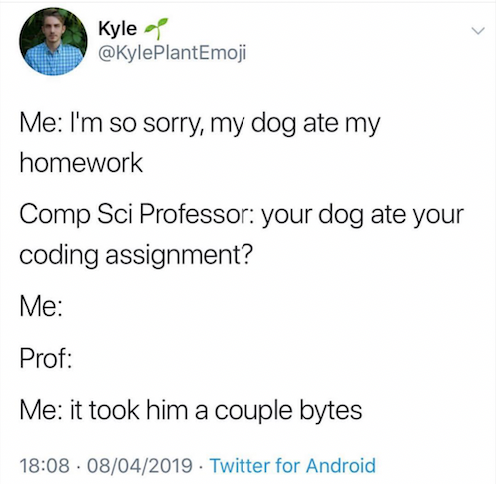 Kyle 🌱
@KylePlantEmoji
Me: I'm so sorry, my dog ate my
homework
Comp Sci Professor: your dog ate your
coding assignment?
Me:
Prof:
Me: it took him a couple bytes
18:08 · 08/04/2019 · Twitter for Android